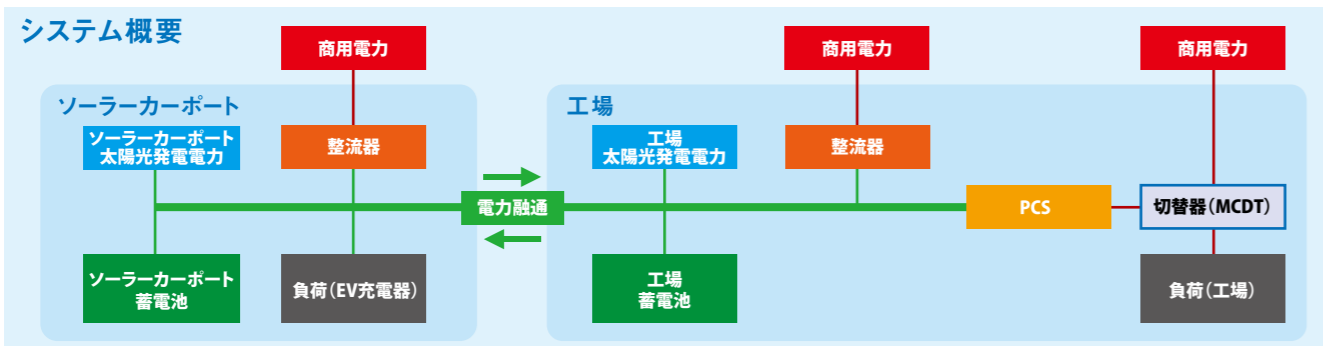 システム概要
商用電力
商用電力
商用電力
ソーラーカーポート
工場
ソーラーカーポート
太陽光発電電力
整流器
工場
太陽光発電電力
整流器
電力融通
PCS
切替器(MCDT)
ソーラーカーポート
蓄電池
負荷(EV充電器)
工場
蓄電池
負荷(工場)